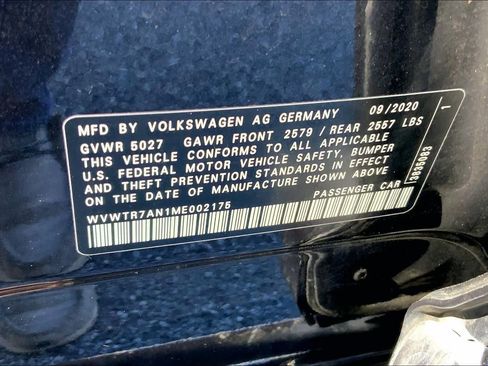 MFD BY VOLKSWAGEN AG GERMANY 09/2020
GVWR 5027 GAWR FRONT 2579 / REAR 2557 LBS
THIS VEHICLE CONFORMS TO ALL APPLICABLE
U.S. FEDERAL MOTOR VEHICLE SAFETY, BUMPER
AND THEFT PREVENTION STANDARDS IN EFFECT
ON THE DATE OF MANUFACTURE SHOWN ABOVE
WVWTR7AN1ME002175 PASSENGER CAR